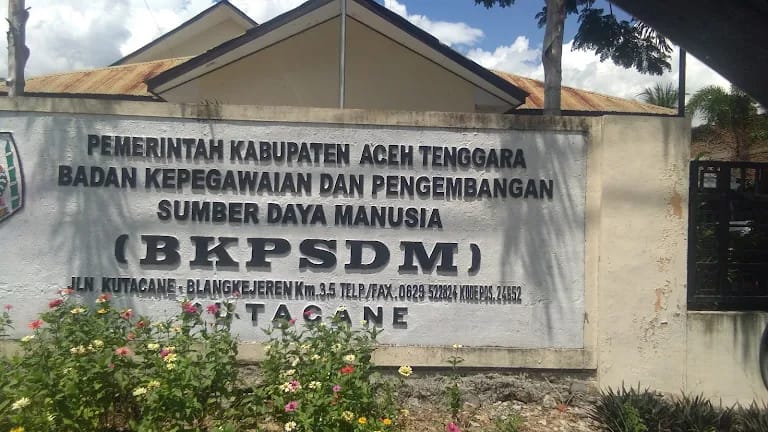 PEMERINTAH KABUPATEN ACEH TENGGARA
BADAN KEPEGAWAIAN DAN PENGEMBANGAN
SUMBER DAYA MANUSIA
(BKPSDM)
JLN KUTACANE - BLANGKEJEREN Km. 3,5 TELP/FAX. 0629 522824 KODE POS. 24652
KUTACANE